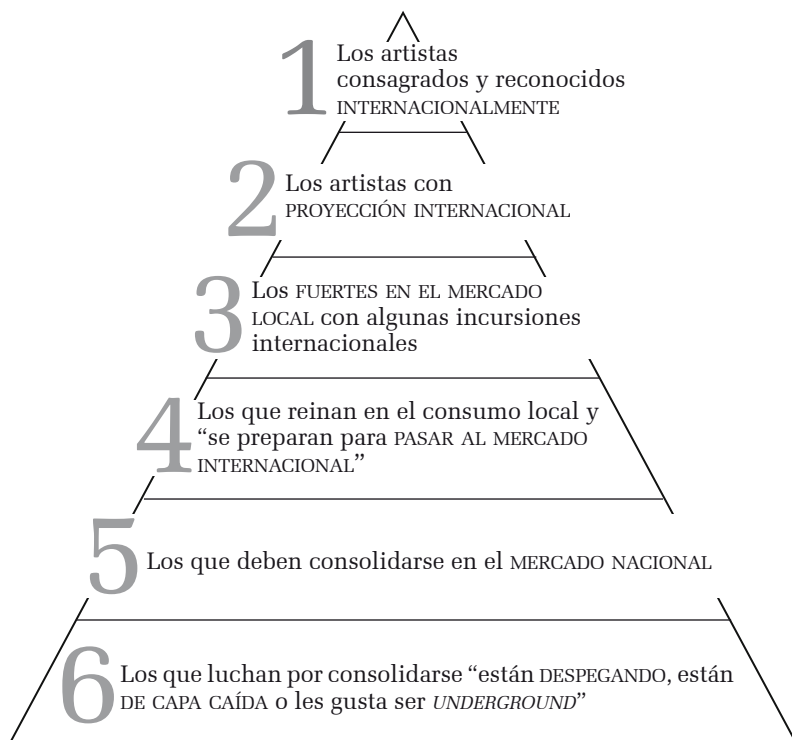 1
Los artistas
consagrados y reconocidos
INTERNACIONALMENTE
2
Los artistas con
PROYECCIÓN INTERNACIONAL
3
Los FUERTES EN EL MERCADO
LOCAL con algunas incursiones
internacionales
4
Los que reinan en el consumo local y
“se preparan para PASAR AL MERCADO
INTERNACIONAL”
5
Los que deben consolidarse en el MERCADO NACIONAL
6
Los que luchan por consolidarse “están DESPEGANDO, están
DE CAPA CAÍDA o les gusta ser UNDERGROUND”